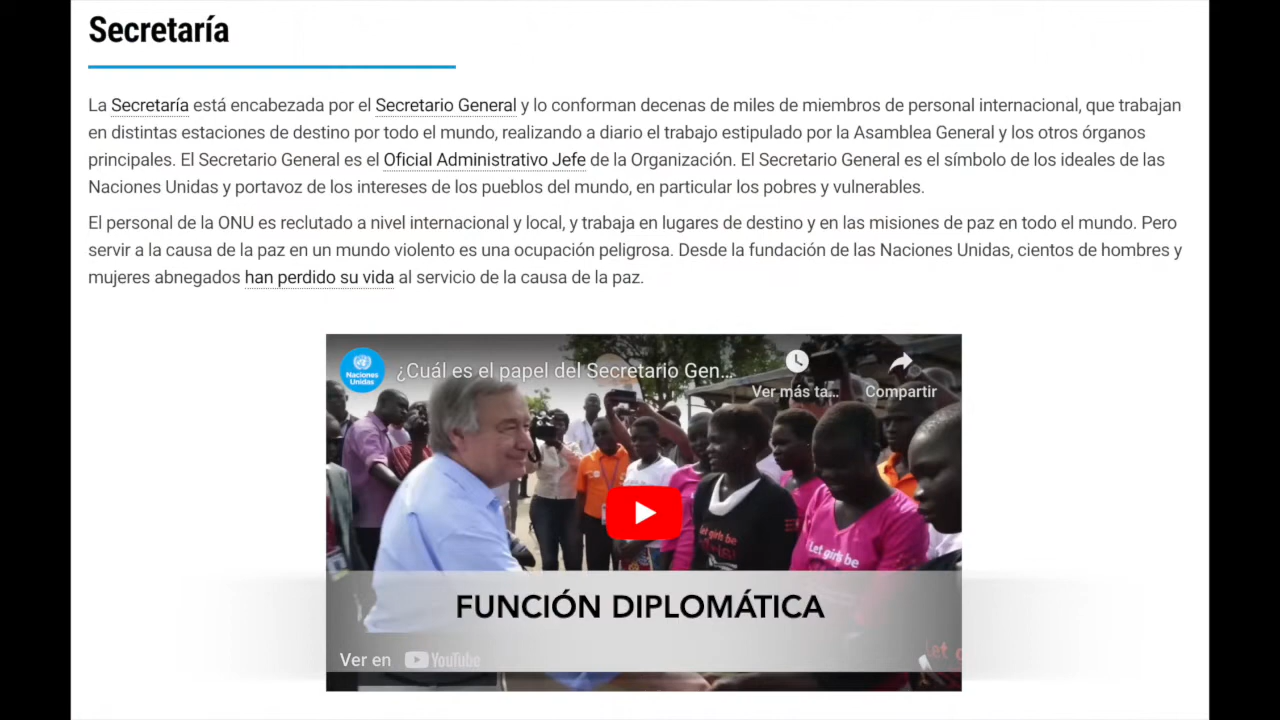 Secretaría
La Secretaría está encabezada por el Secretario General y lo conforman decenas de miles de miembros de personal internacional, que trabajan
en distintas estaciones de destino por todo el mundo, realizando a diario el trabajo estipulado por la Asamblea General y los otros órganos
principales. El Secretario General es el Oficial Administrativo Jefe de la Organización. El Secretario General es el símbolo de los ideales de las
Naciones Unidas y portavoz de los intereses de los pueblos del mundo, en particular los pobres y vulnerables.
El personal de la ONU es reclutado a nivel internacional y local, y trabaja en lugares de destino y en las misiones de paz en todo el mundo. Pero
servir a la causa de la paz en un mundo violento es una ocupación peligrosa. Desde la fundación de las Naciones Unidas, cientos de hombres y
mujeres abnegados han perdido su vida al servicio de la causa de la paz.
Naciones
Unidas
¿Cuál es el papel del Secretario Gen...
Ver más ta...
Compartir
Let girls be
Let girls be
FUNCIÓN DIPLOMÁTICA
Ver en YouTube